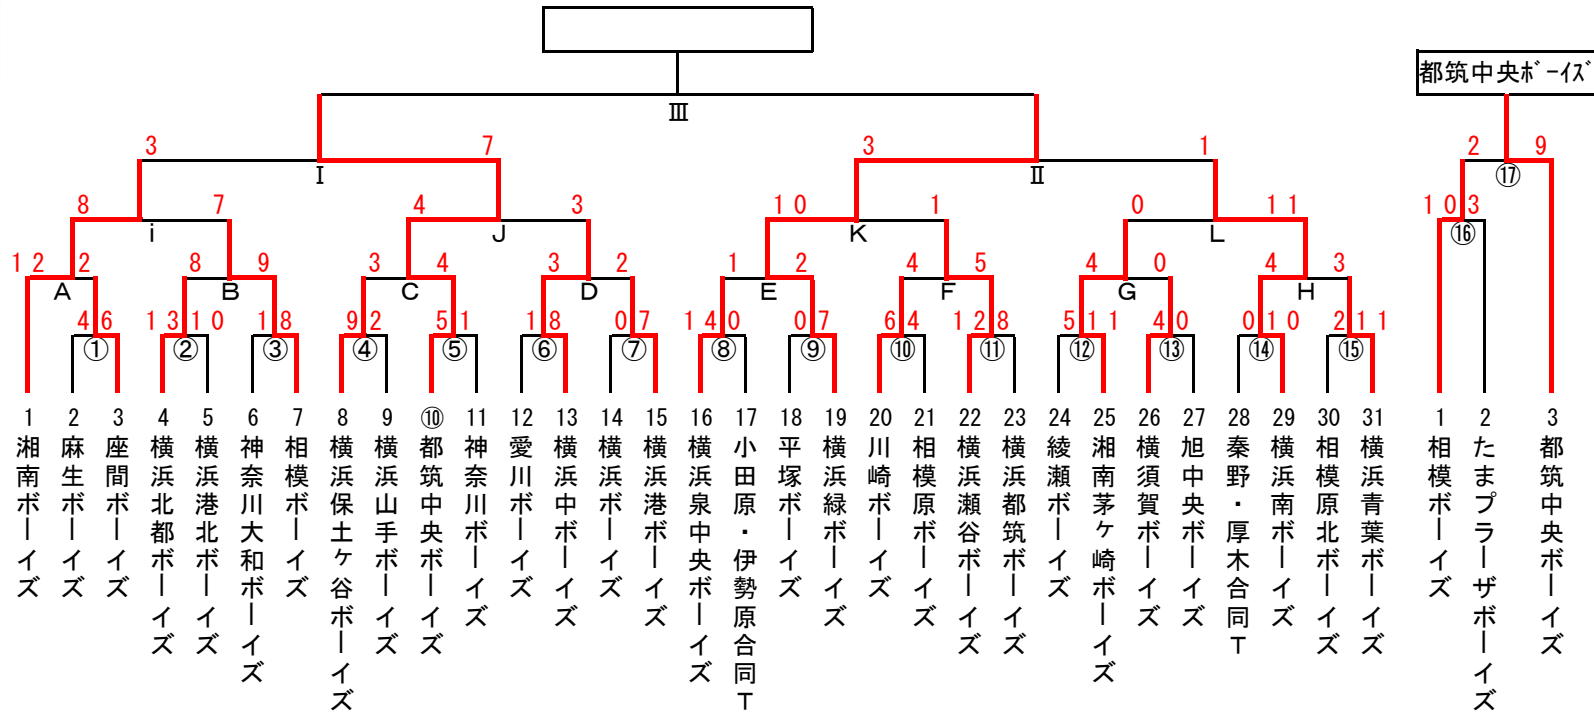 都筑中央ﾎﾞｰｲｽﾞ
Ⅲ
3 7 3 1 2 9
Ⅰ Ⅱ ⑰
8 7 4 3 10 1 0 11 10 3
i J K L ⑯
12 2 8 9 3 4 3 2 1 2 4 5 4 0 4 3
A B C D E F G H
4 6 13 10 1 8 9 2 5 1 1 8 0 7 14 0 0 7 6 4 12 8 5 11 4 0 0 10 2 11
① ② ③ ④ ⑤ ⑥ ⑦ ⑧ ⑨ ⑩ ⑪ ⑫ ⑬ ⑭ ⑮
1 湘南ボーイズ
2 麻生ボーイズ
3 座間ボーイズ
4 横浜北都ボーイズ
5 横浜港北ボーイズ
6 神奈川大和ボーイズ
7 相模ボーイズ
8 横浜保土ヶ谷ボーイズ
9 横浜山手ボーイズ
⑩ 都筑中央ボーイズ
11 神奈川ボーイズ
12 愛川ボーイズ
13 横浜中ボーイズ
14 横浜ボーイズ
15 横浜港ボーイズ
16 横浜泉中央ボーイズ
17 小田原・伊勢原合同T
18 平塚ボーイズ
19 横浜緑ボーイズ
20 川崎ボーイズ
21 相模原ボーイズ
22 横浜瀬谷ボーイズ
23 横浜都筑ボーイズ
24 綾瀬ボーイズ
25 湘南茅ヶ崎ボーイズ
26 横須賀ボーイズ
27 旭中央ボーイズ
28 秦野・厚木合同T
29 横浜南ボーイズ
30 相模原北ボーイズ
31 横浜青葉ボーイズ
1 相模ボーイズ
2 たまプラーザボーイズ
3 都筑中央ボーイズ